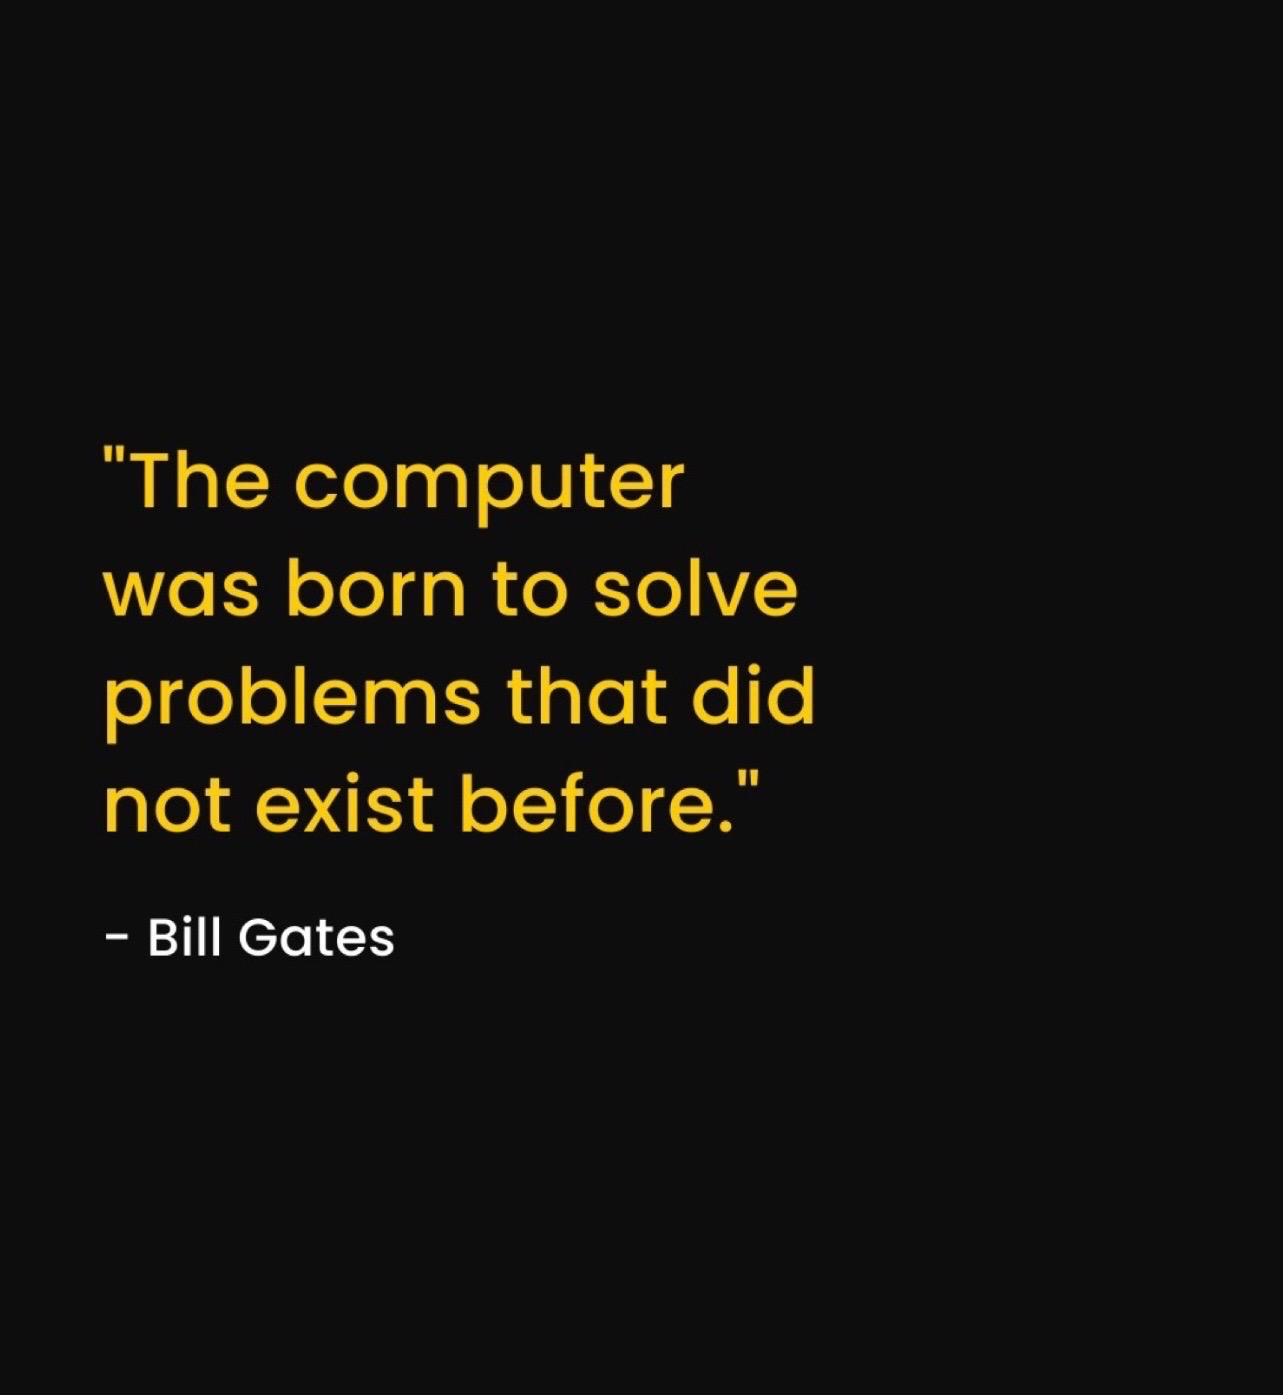 "The computer
was born to solve
problems that did
not exist before."
- Bill Gates